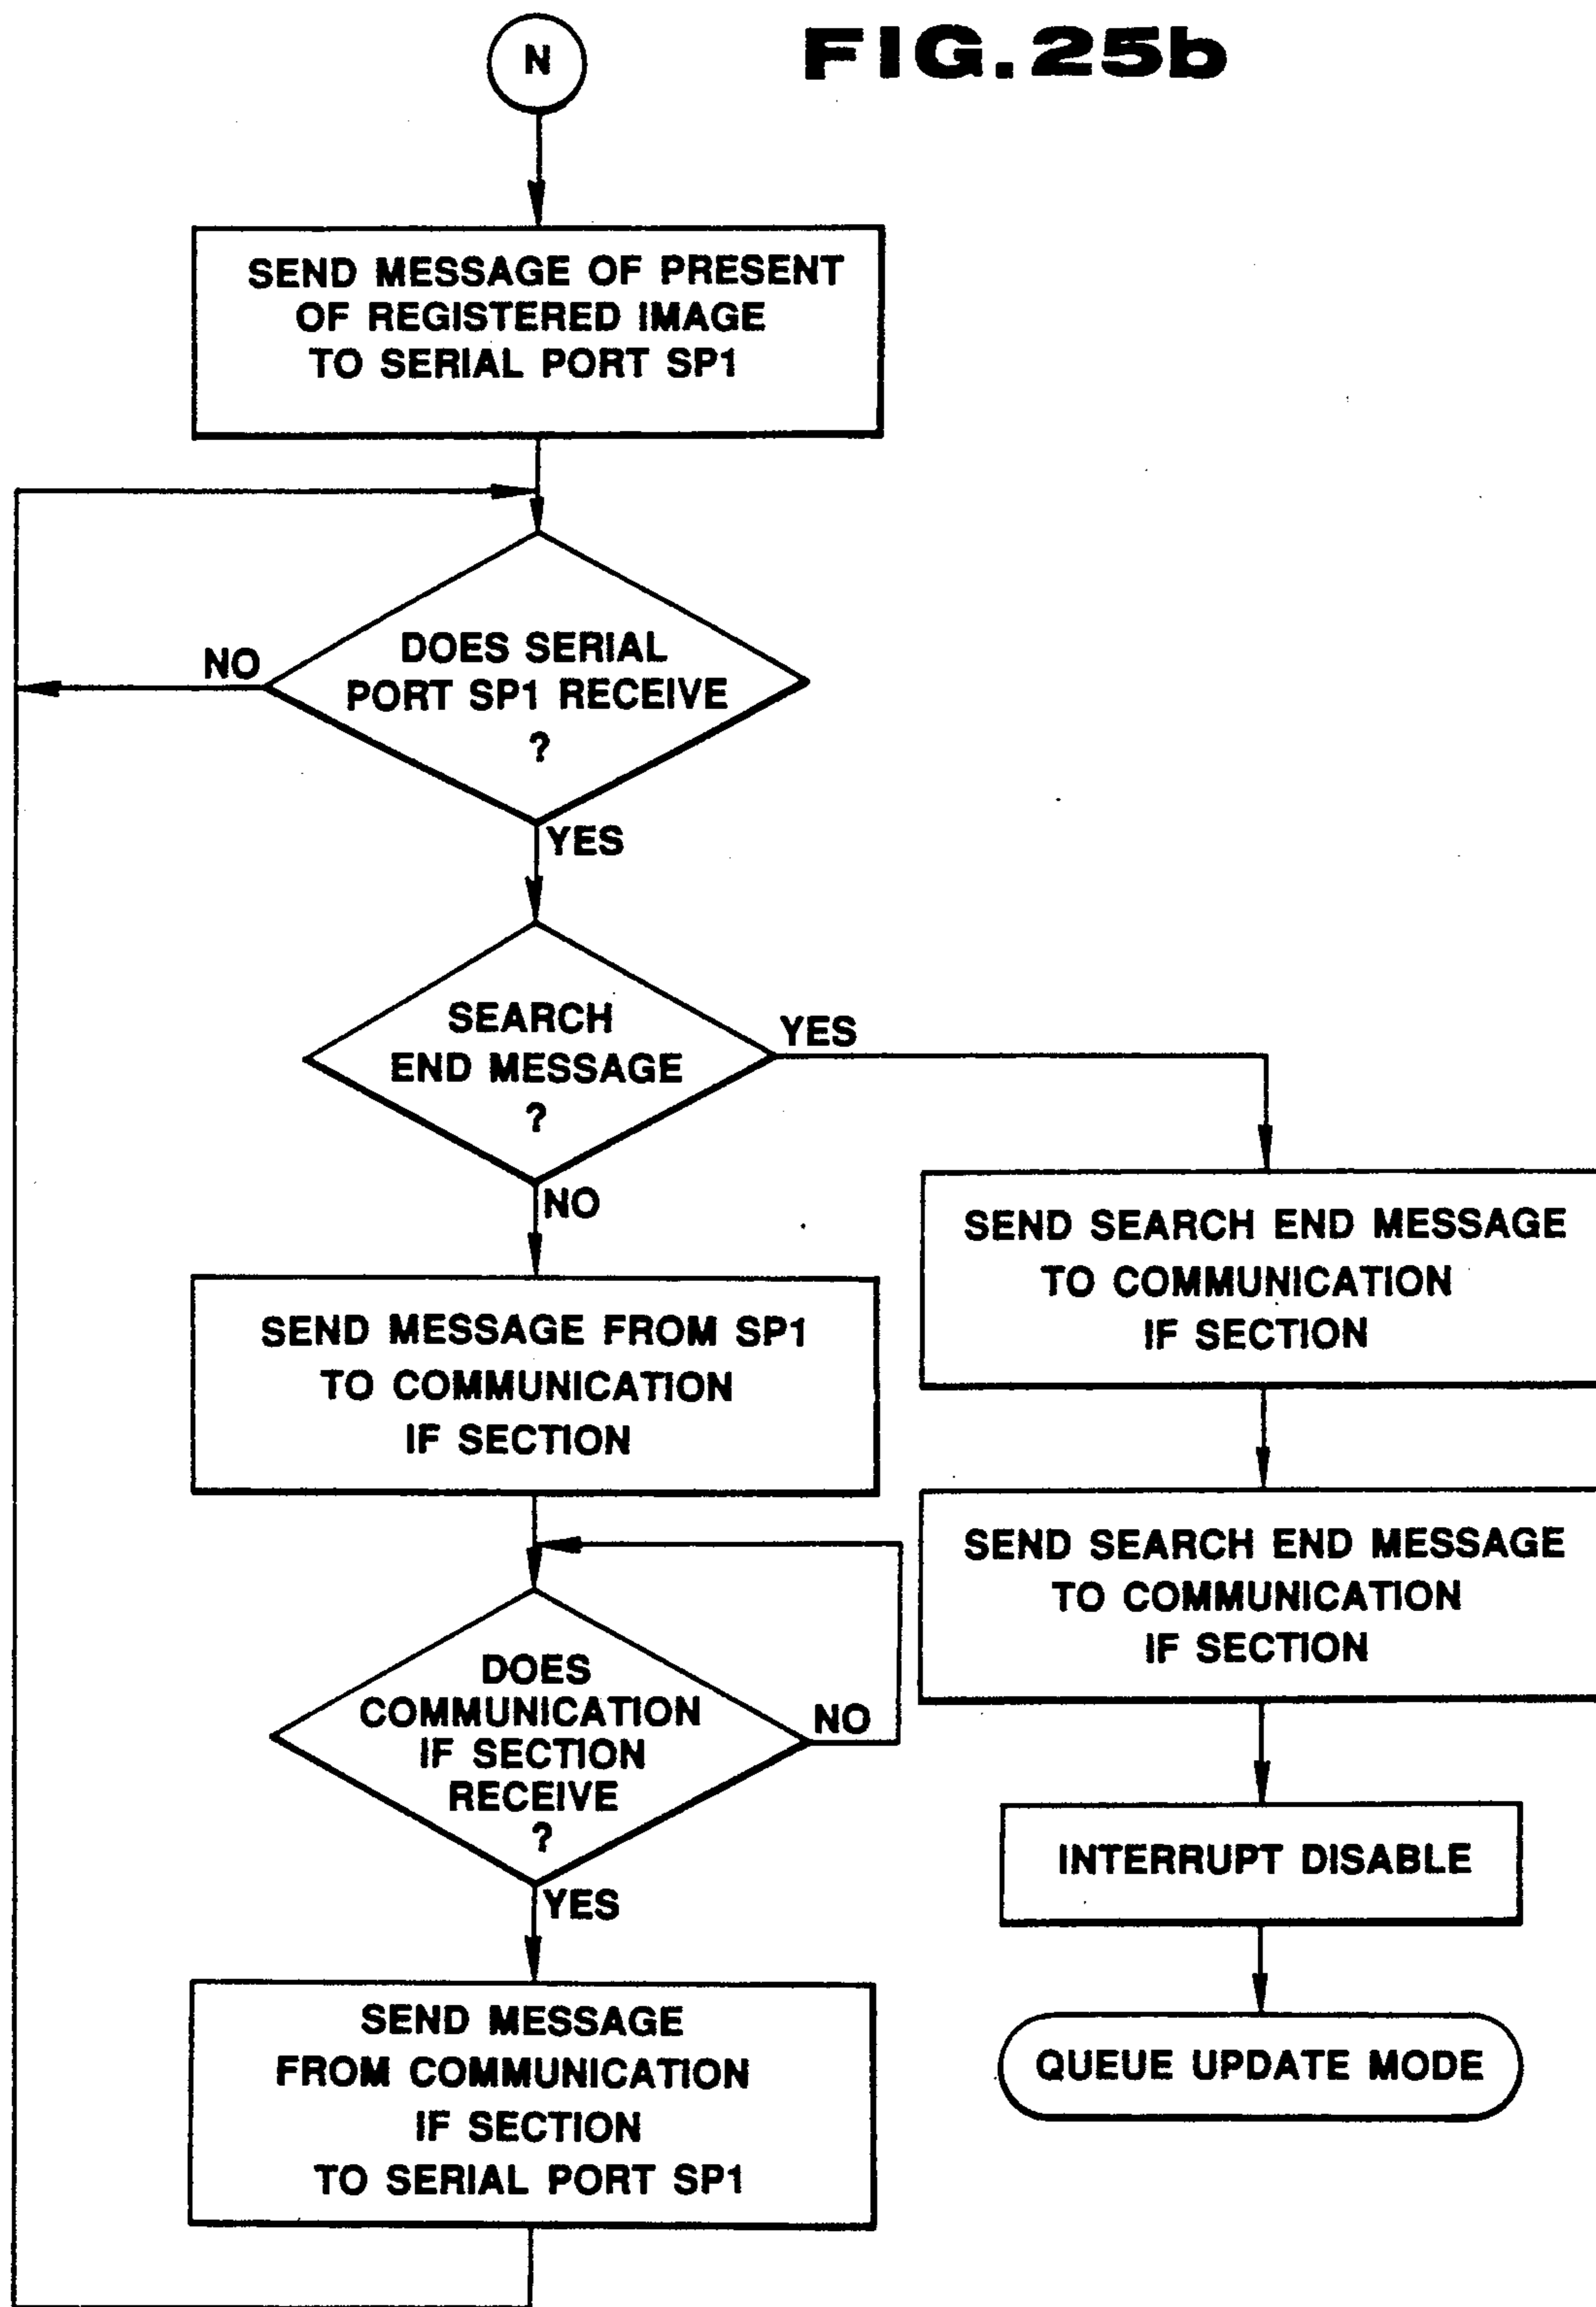 N
FIG.25b
SEND MESSAGE OF PRESENT
OF REGISTERED IMAGE
TO SERIAL PORT SP1
DOES SERIAL
PORT SP1 RECEIVE
?
NO
YES
SEARCH
END MESSAGE
?
YES
NO
SEND MESSAGE FROM SP1
TO COMMUNICATION
IF SECTION
DOES
COMMUNICATION
IF SECTION
RECEIVE
?
NO
YES
SEND MESSAGE
FROM COMMUNICATION
IF SECTION
TO SERIAL PORT SP1
SEND SEARCH END MESSAGE
TO COMMUNICATION
IF SECTION
SEND SEARCH END MESSAGE
TO COMMUNICATION
IF SECTION
INTERRUPT DISABLE
QUEUE UPDATE MODE